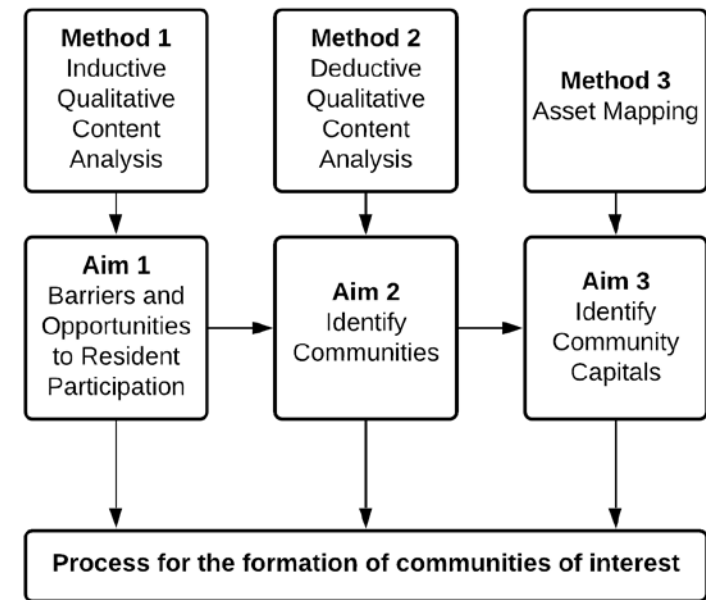 Method 1
Inductive
Qualitative
Content
Analysis
Method 2
Deductive
Qualitative
Content
Analysis
Method 3
Asset Mapping
Aim 1
Barriers and
Opportunities
to Resident
Participation
Aim 2
Identify
Communities
Aim 3
Identify
Community
Capitals
Process for the formation of communities of interest